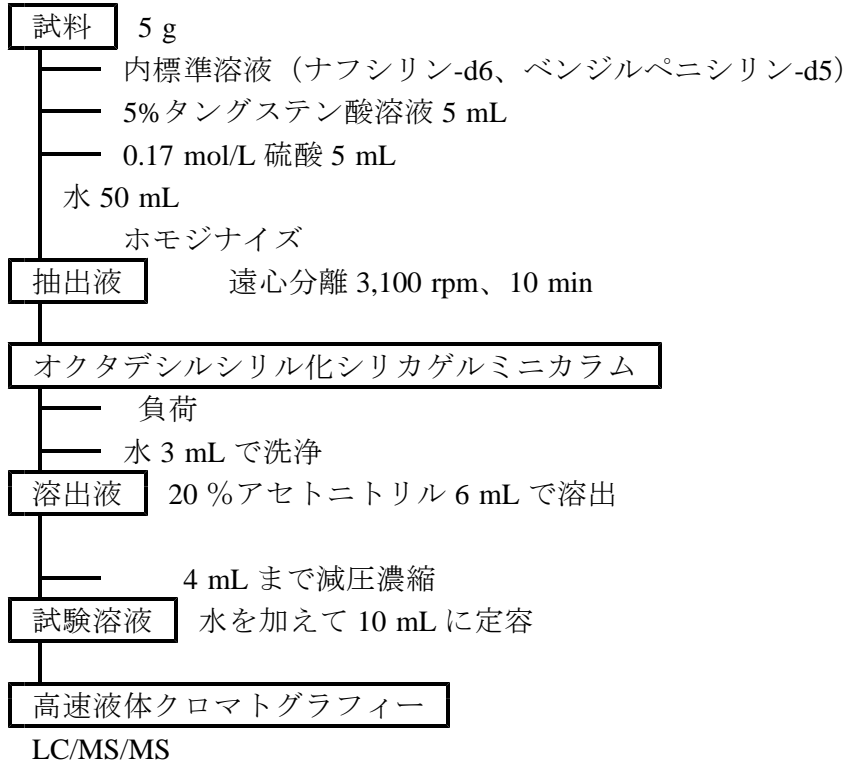 試料 5 g
内標準溶液（ナフシリン-d6、ベンジルペニシリン-d5）
5%タングステン酸溶液 5 mL
0.17 mol/L 硫酸 5 mL
水 50 mL
ホモジナイズ
抽出液 遠心分離 3,100 rpm、10 min
オクタデシルシリル化シリカゲルミニカラム
負荷
水 3 mL で洗浄
溶出液 20 %アセトニトリル 6 mL で溶出
4 mL まで減圧濃縮
試験溶液 水を加えて 10 mL に定容
高速液体クロマトグラフィー
LC/MS/MS